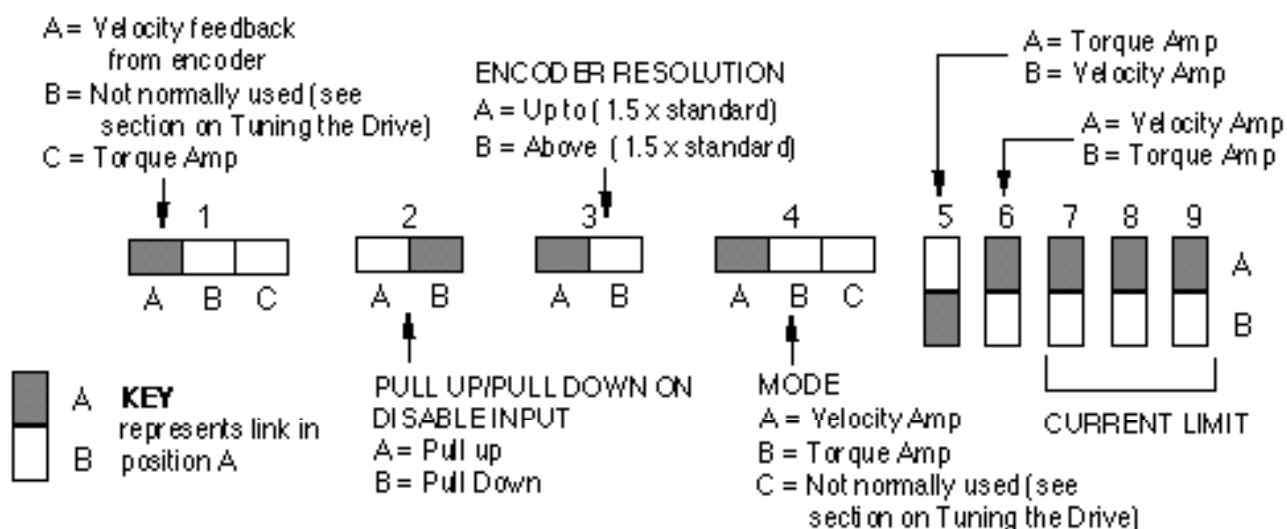 A = Velocity feedback
from encoder
B = Not normally used (see
section on Tuning the Drive)
C = Torque Amp
ENCODER RESOLUTION
A = Up to ( 1.5 x standard)
B = Above ( 1.5 x standard)
A = Torque Amp
B = Velocity Amp
A = Velocity Amp
B = Torque Amp
1 2 3 4 5 6 7 8 9
A B C A B A B A B C
A
B
A KEY
represents link in
B position A
PULL UP/PULL DOWN ON
DISABLE INPUT
A = Pull up
B = Pull Down
MODE
A = Velocity Amp
B = Torque Amp
C = Not normally used (see
section on Tuning the Drive)
CURRENT LIMIT